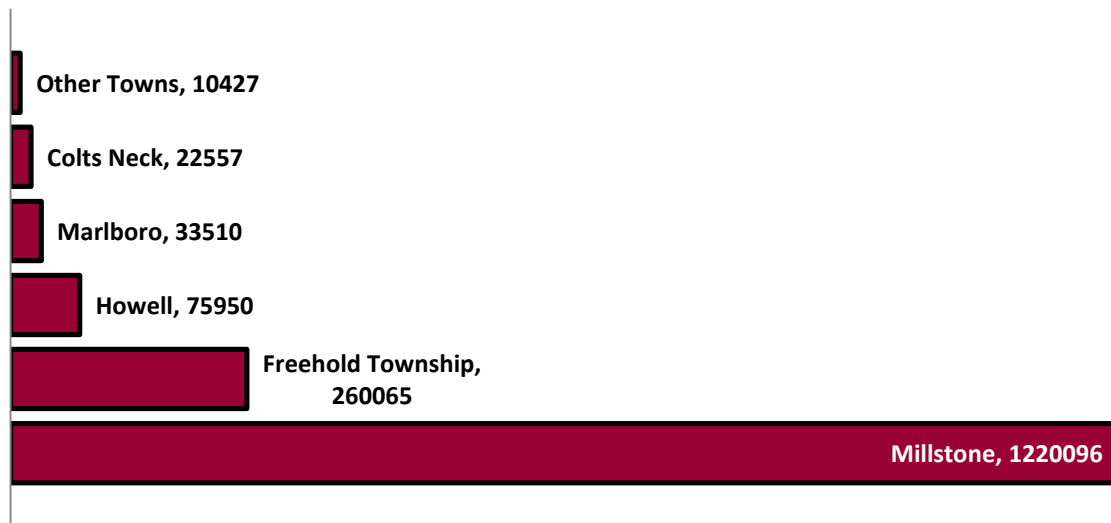 Other Towns, 10427
Colts Neck, 22557
Marlboro, 33510
Howell, 75950
Freehold Township,
260065
Millstone, 1220096